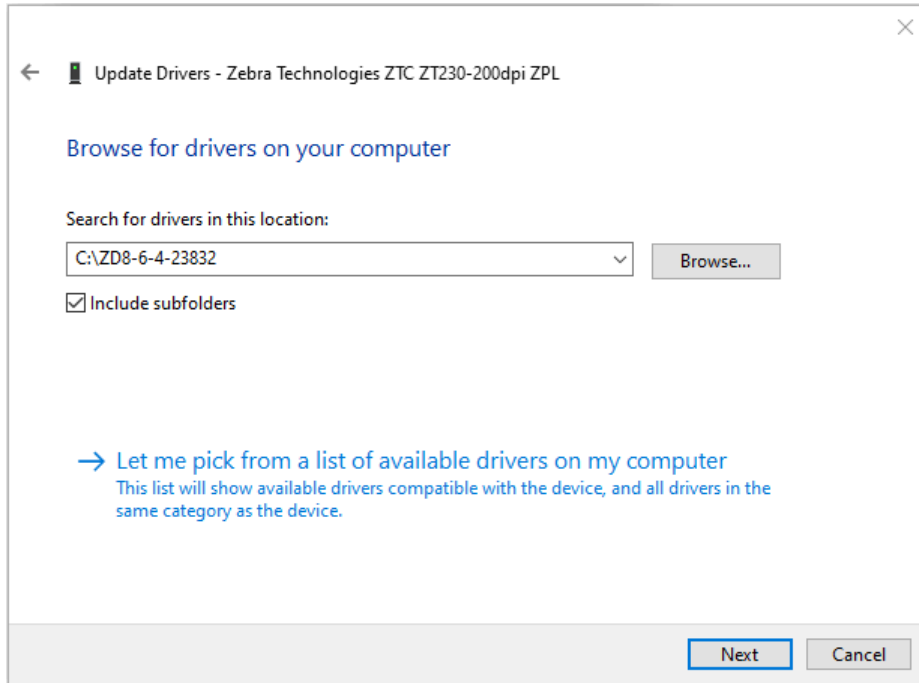 Update Drivers - Zebra Technologies ZTC ZT230-200dpi ZPL
Browse for drivers on your computer
Search for drivers in this location:
C:\ZD8-6-4-23832
Browse...
Include subfolders
Let me pick from a list of available drivers on my computer
This list will show available drivers compatible with the device, and all drivers in the
same category as the device.
Next
Cancel